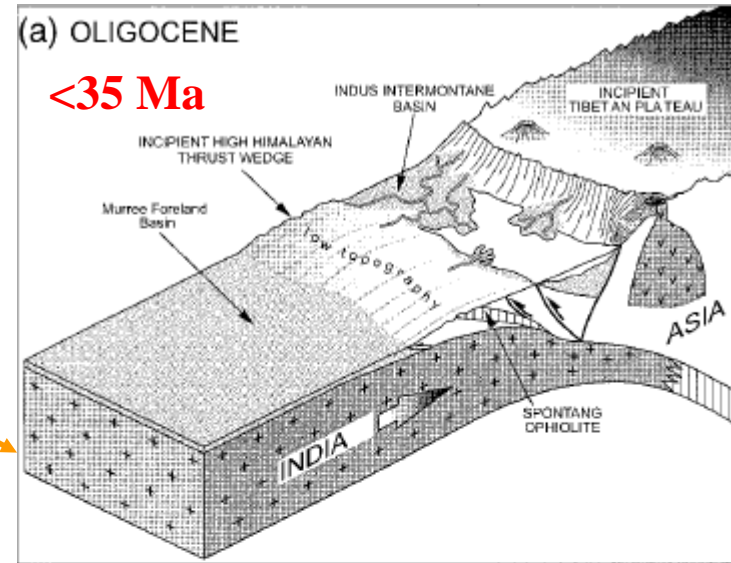 (a) OLIGOCENE
<35 Ma
INDUS INTERMONTANE
BASIN
INCIPIENT
TIBETAN PLATEAU
INCIPIENT HIGH HIMALAYAN
THRUST WEDGE
Murree Foreland
Basin
low topography
ASIA
SPONTANG
OPHIOLITE
INDIA